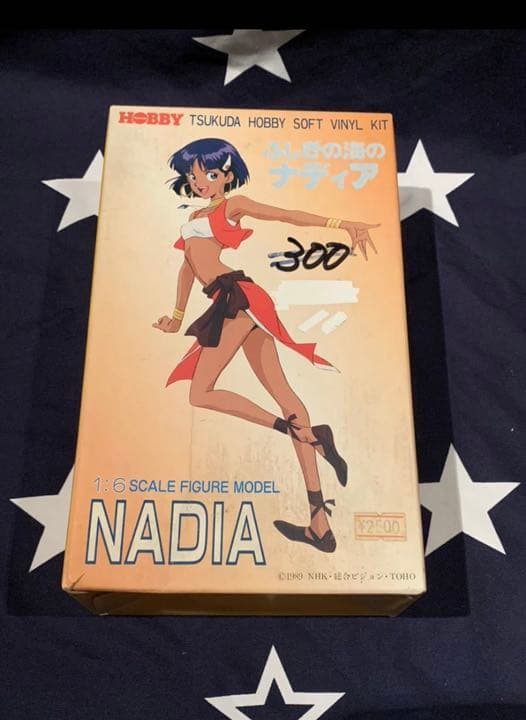 HOBBY TSUKUDA HOBBY SOFT VINYL KIT
ふしぎの海の
ナディア
300
1:6 SCALE FIGURE MODEL
NADIA
¥2500
©1989 NHK・総合ビジョン・TOHO